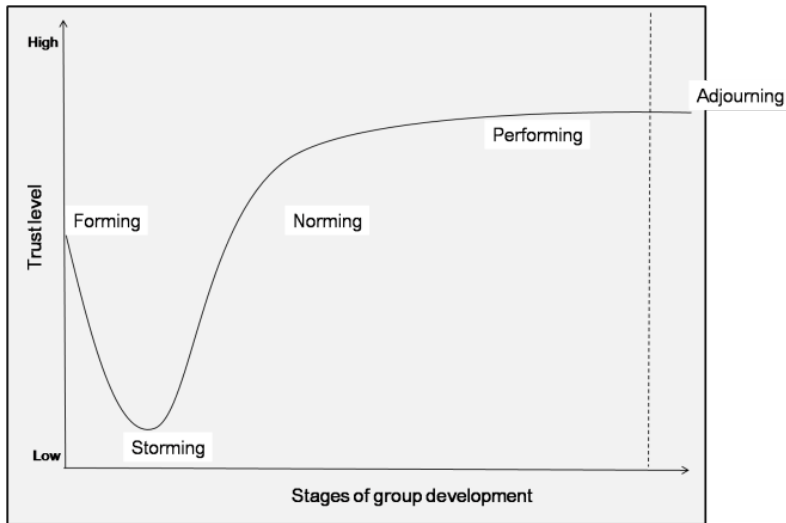 High
Adjourning
Performing
Trust level
Forming
Norming
Storming
Low
Stages of group development